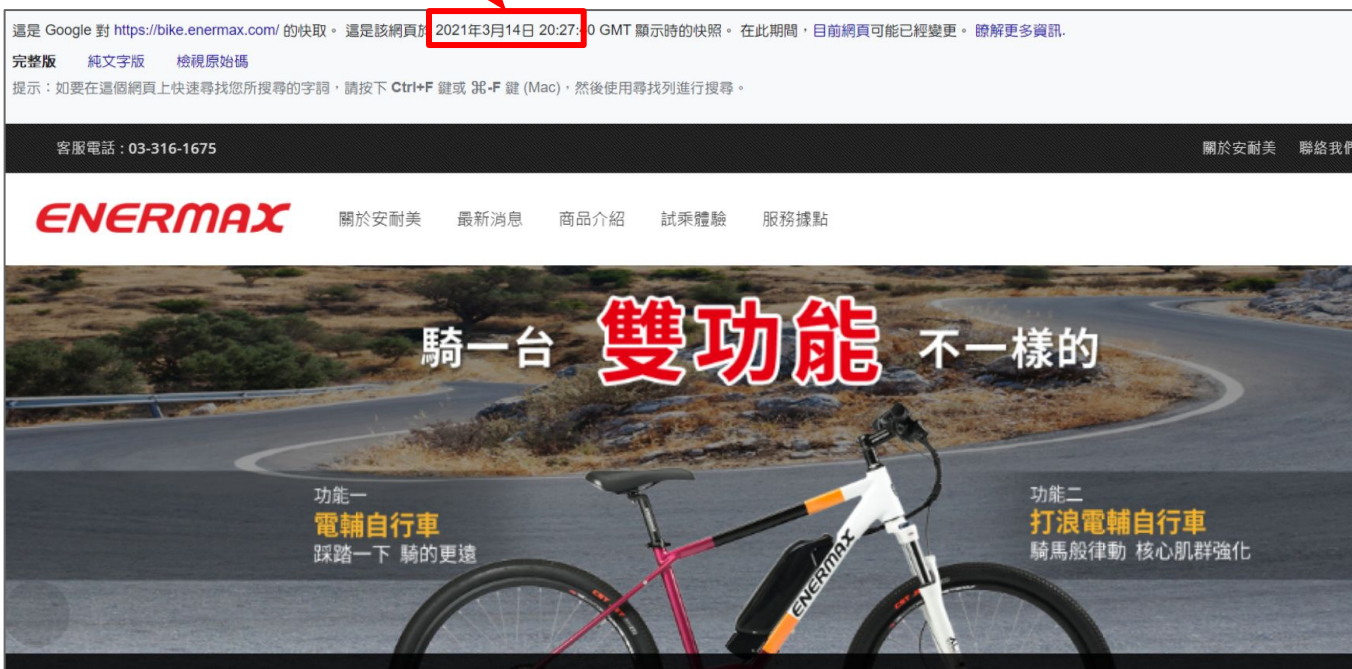 這是 Google 對 https://bike.enermax.com/ 的快取。 這是該網頁於 2021年3月14日 20:27:40 GMT 顯示時的快照。 在此期間，目前網頁可能已經變更。 瞭解更多資訊.
完整版 純文字版 檢視原始碼
提示：如要在這個網頁上快速尋找您所搜尋的字詞，請按下 Ctrl+F 鍵或 ⌘-F 鍵 (Mac)，然後使用尋找列進行搜尋。
客服電話 : 03-316-1675 關於安耐美 聯絡我們
ENERMAX 關於安耐美 最新消息 商品介紹 試乘體驗 服務據點
騎一台 雙功能 不一樣的
功能一
電輔自行車
踩踏一下 騎的更遠
功能二
打浪電輔自行車
騎馬般律動 核心肌群強化
ENERMAX